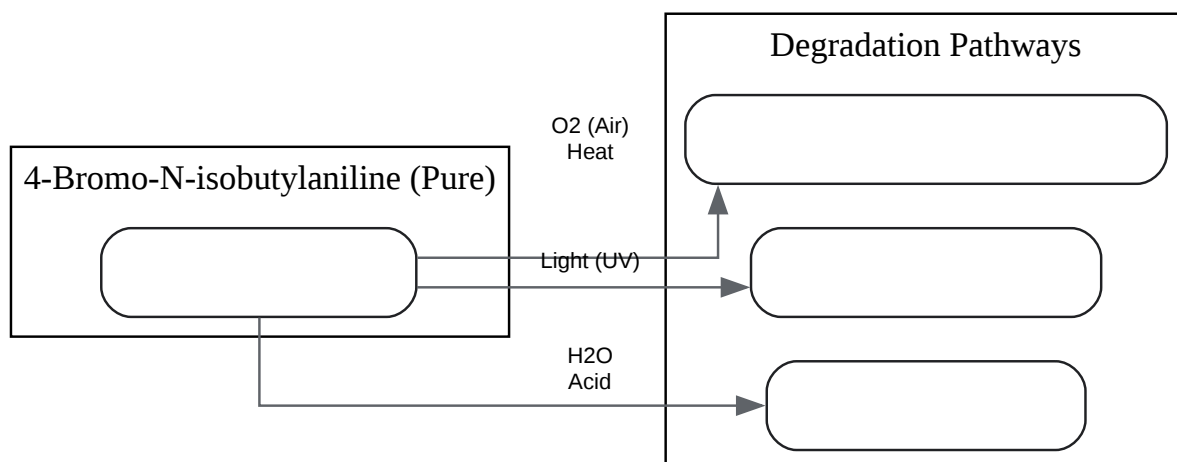 Degradation Pathways
O2 (Air)
Heat
4-Bromo-N-isobutylaniline (Pure)
Light (UV)
H2O
Acid